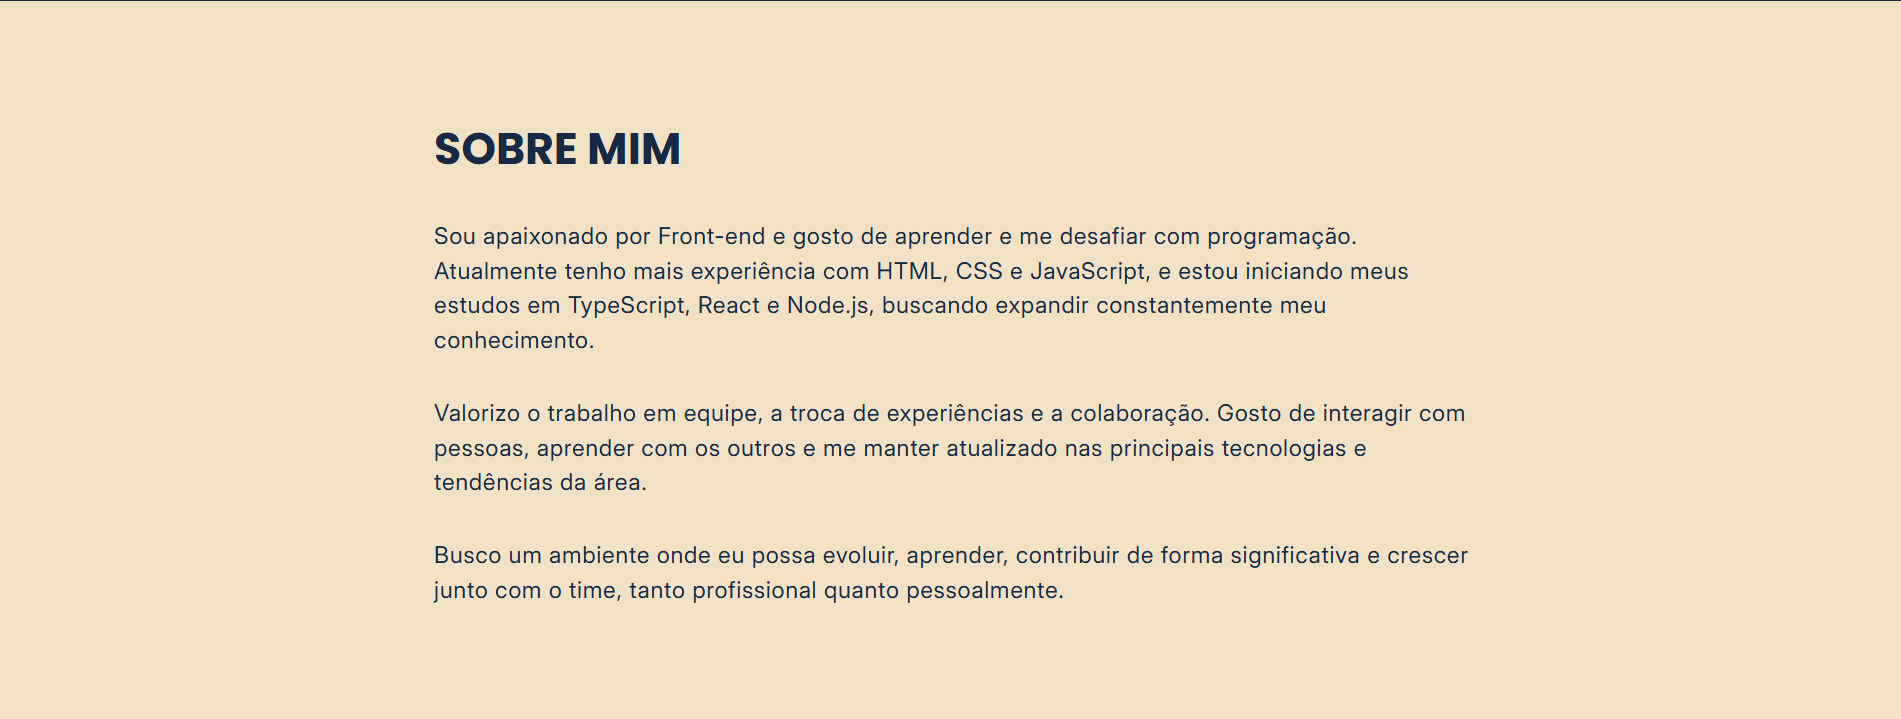 SOBRE MIM
Sou apaixonado por Front-end e gosto de aprender e me desafiar com programação.
Atualmente tenho mais experiência com HTML, CSS e JavaScript, e estou iniciando meus
estudos em TypeScript, React e Node.js, buscando expandir constantemente meu
conhecimento.
Valorizo o trabalho em equipe, a troca de experiências e a colaboração. Gosto de interagir com
pessoas, aprender com os outros e me manter atualizado nas principais tecnologias e
tendências da área.
Busco um ambiente onde eu possa evoluir, aprender, contribuir de forma significativa e crescer
junto com o time, tanto profissional quanto pessoalmente.